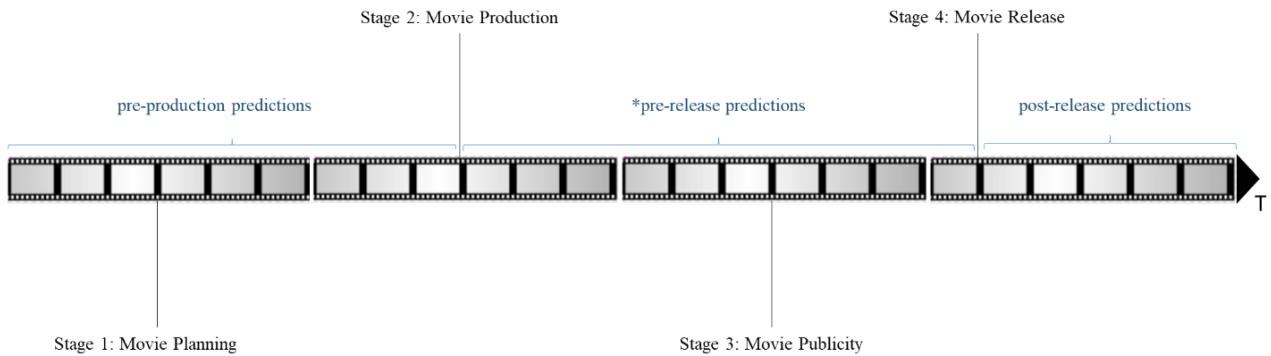 Stage 2: Movie Production
Stage 4: Movie Release
pre-production predictions
*pre-release predictions
post-release predictions
T
Stage 1: Movie Planning
Stage 3: Movie Publicity